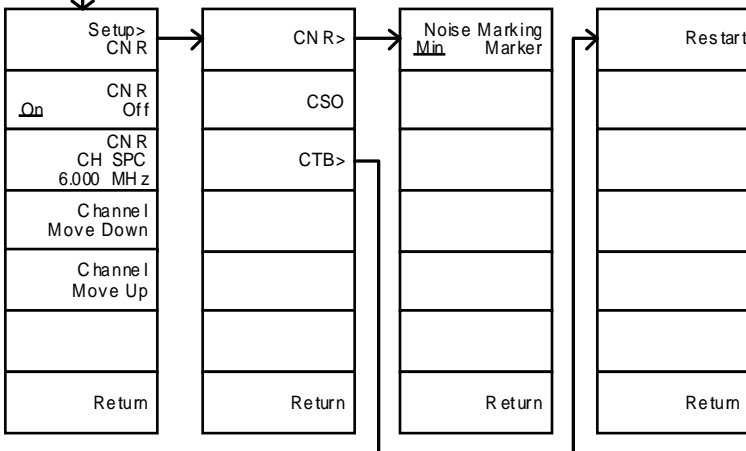 Setup>
CNR
CNR
On Off
CNR
CH SPC
6.000 MHz
Channel
Move Down
Channel
Move Up
Return
CNR>
CSO
CTB>
Return
Noise Marking
Min Marker
Return
Restart
Return